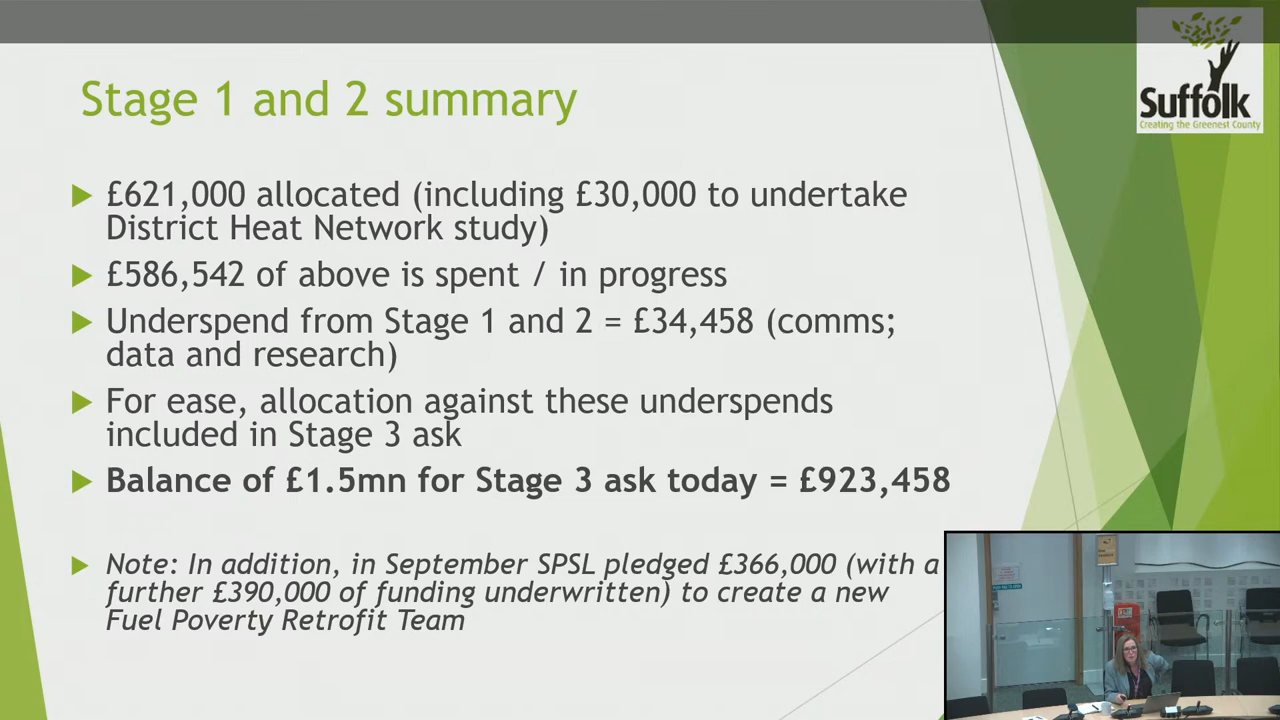 Suffolk
Creating the Greenest County
Stage 1 and 2 summary
£621,000 allocated (including £30,000 to undertake
District Heat Network study)
£586,542 of above is spent / in progress
Underspend from Stage 1 and 2 = £34,458 (comms;
data and research)
For ease, allocation against these underspends
included in Stage 3 ask
Balance of £1.5mn for Stage 3 ask today = £923,458
Note: In addition, in September SPSL pledged £366,000 (with a
further £390,000 of funding underwritten) to create a new
Fuel Poverty Retrofit Team